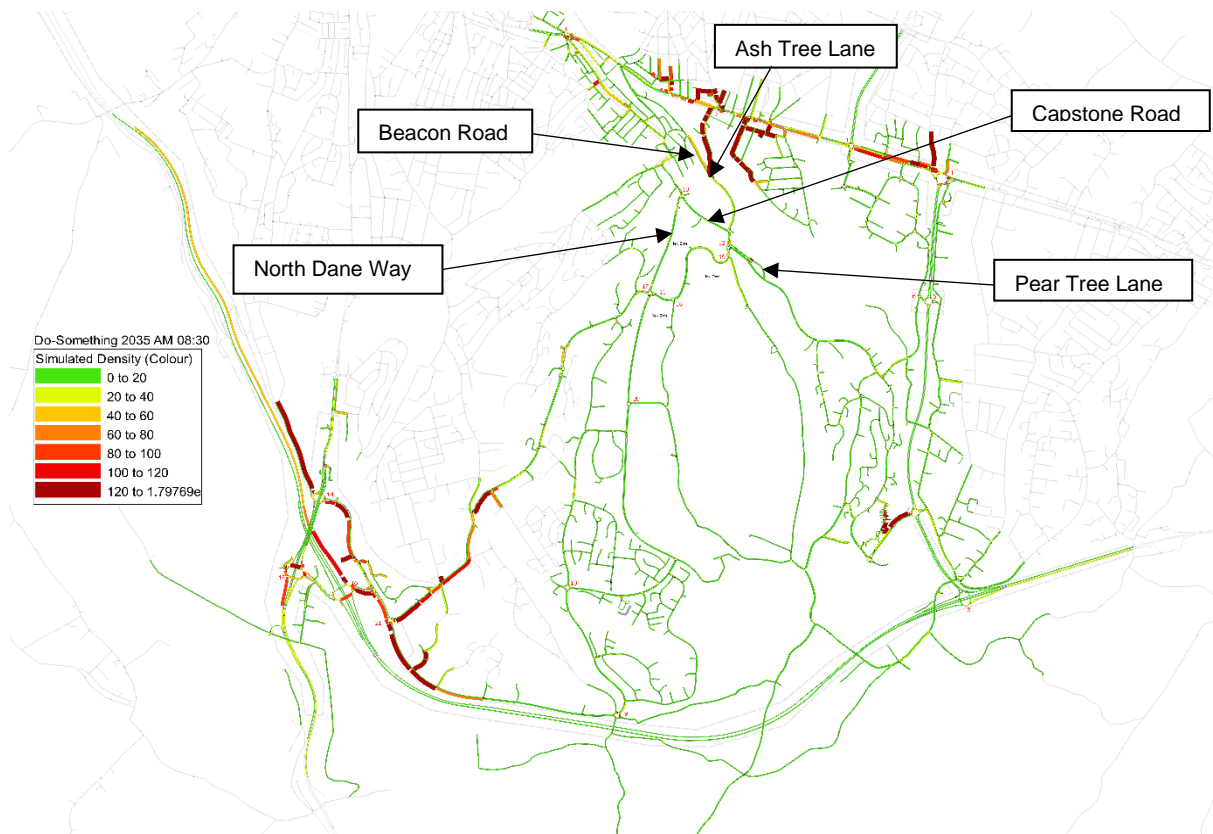 Ash Tree Lane
Beacon Road
Capstone Road
North Dane Way
Pear Tree Lane
Do-Something 2035 AM 08:30
Simulated Density (Colour)
0 to 20
20 to 40
40 to 60
60 to 80
80 to 100
100 to 120
120 to 1.79769e